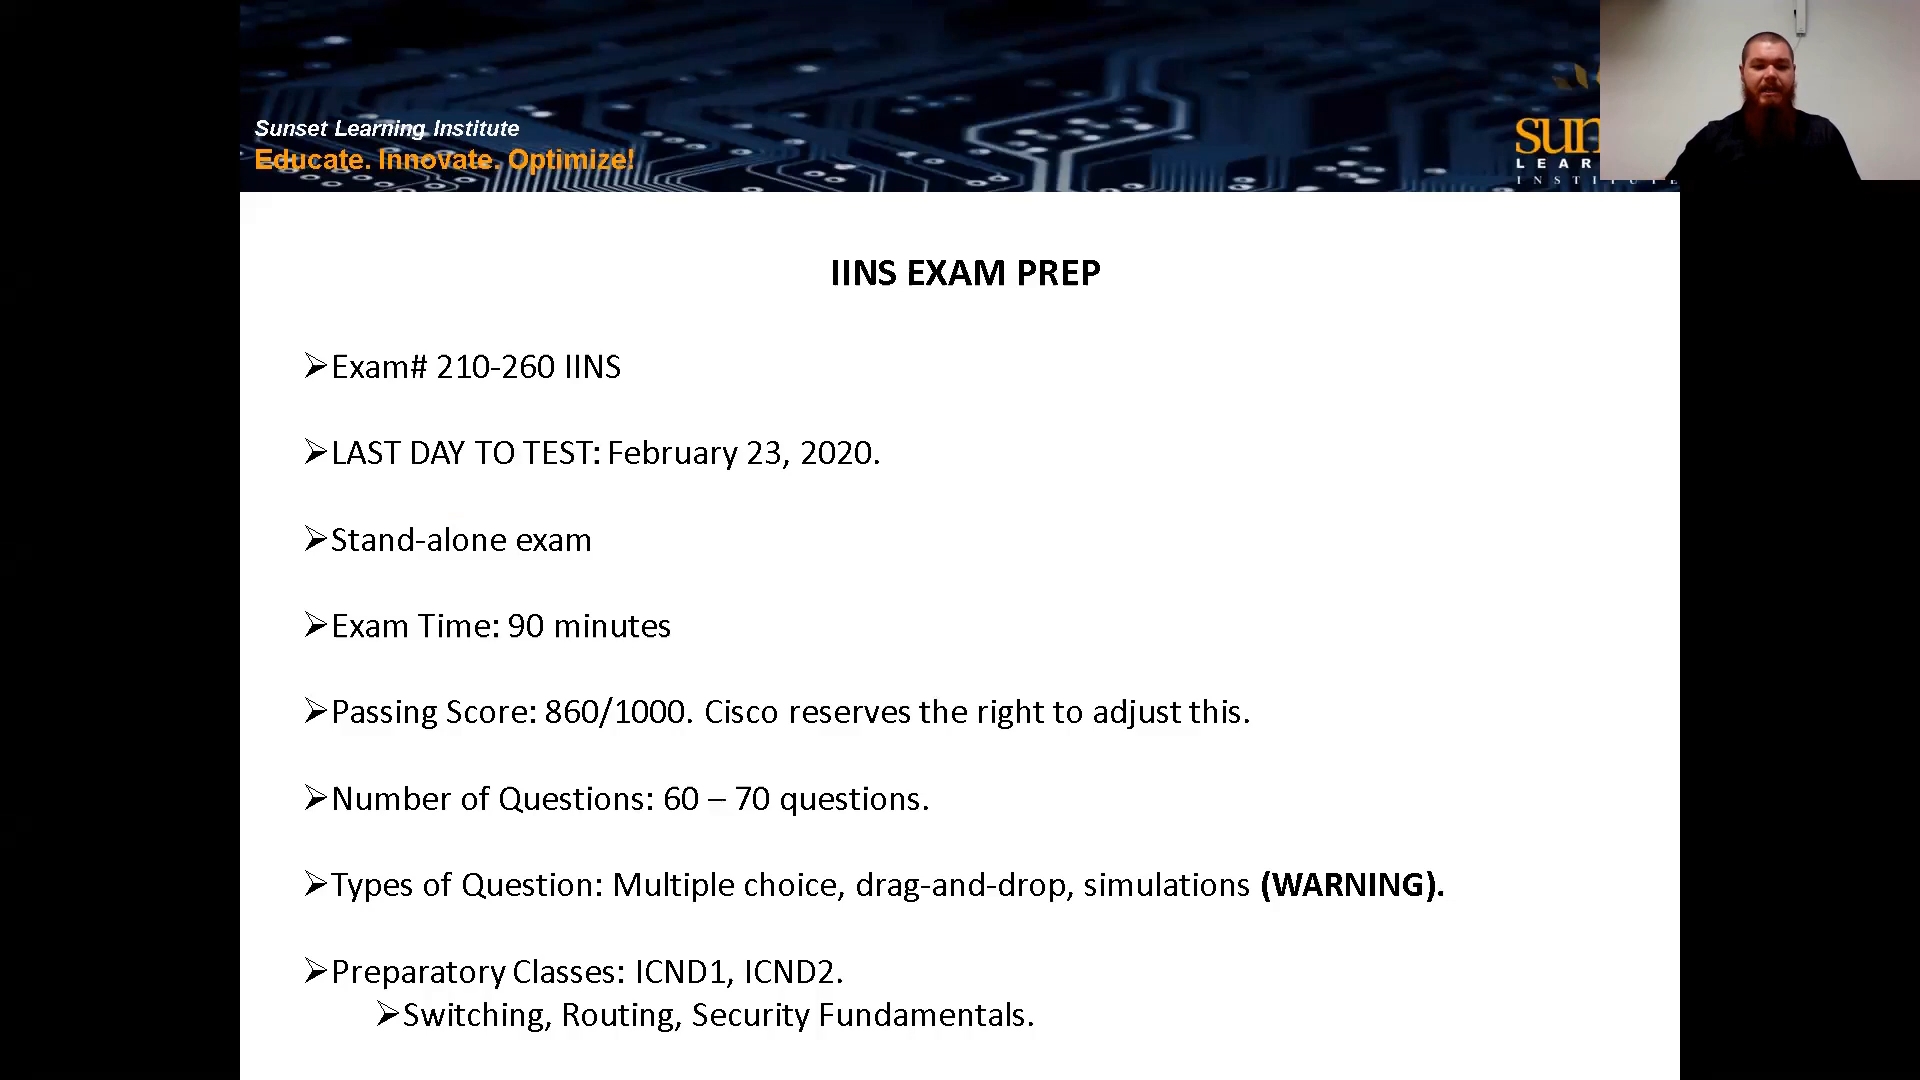 Sunset Learning Institute
Educate. Innovate. Optimize!
IINS EXAM PREP
➢Exam# 210-260 IINS
➢LAST DAY TO TEST: February 23, 2020.
➢Stand-alone exam
➢Exam Time: 90 minutes
➢Passing Score: 860/1000. Cisco reserves the right to adjust this.
➢Number of Questions: 60 – 70 questions.
➢Types of Question: Multiple choice, drag-and-drop, simulations (WARNING).
➢Preparatory Classes: ICND1, ICND2.
➢Switching, Routing, Security Fundamentals.